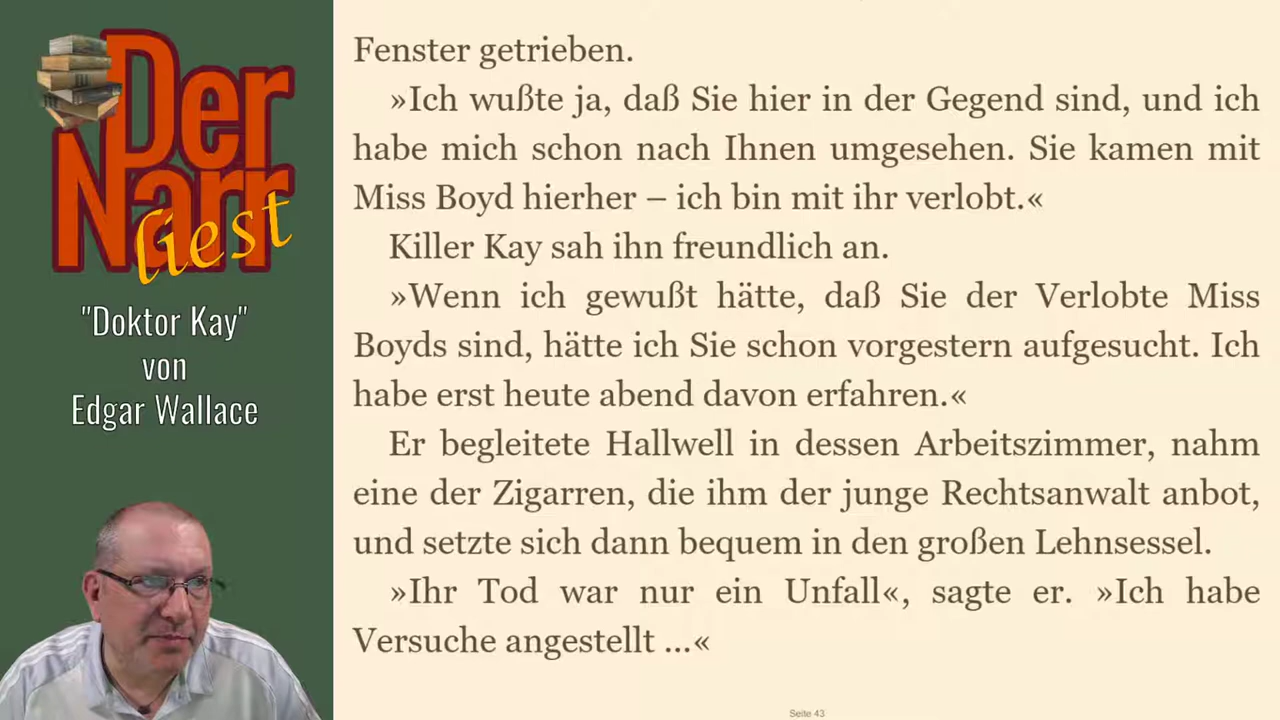 Der
Narr
liest
"Doktor Kay"
von
Edgar Wallace
Fenster getrieben.
»Ich wußte ja, daß Sie hier in der Gegend sind, und ich
habe mich schon nach Ihnen umgesehen. Sie kamen mit
Miss Boyd hierher – ich bin mit ihr verlobt.«
Killer Kay sah ihn freundlich an.
»Wenn ich gewußt hätte, daß Sie der Verlobte Miss
Boyds sind, hätte ich Sie schon vorgestern aufgesucht. Ich
habe erst heute abend davon erfahren.«
Er begleitete Hallwell in dessen Arbeitszimmer, nahm
eine der Zigarren, die ihm der junge Rechtsanwalt anbot,
und setzte sich dann bequem in den großen Lehnsessel.
»Ihr Tod war nur ein Unfall«, sagte er. »Ich habe
Versuche angestellt ...«
Seite 43